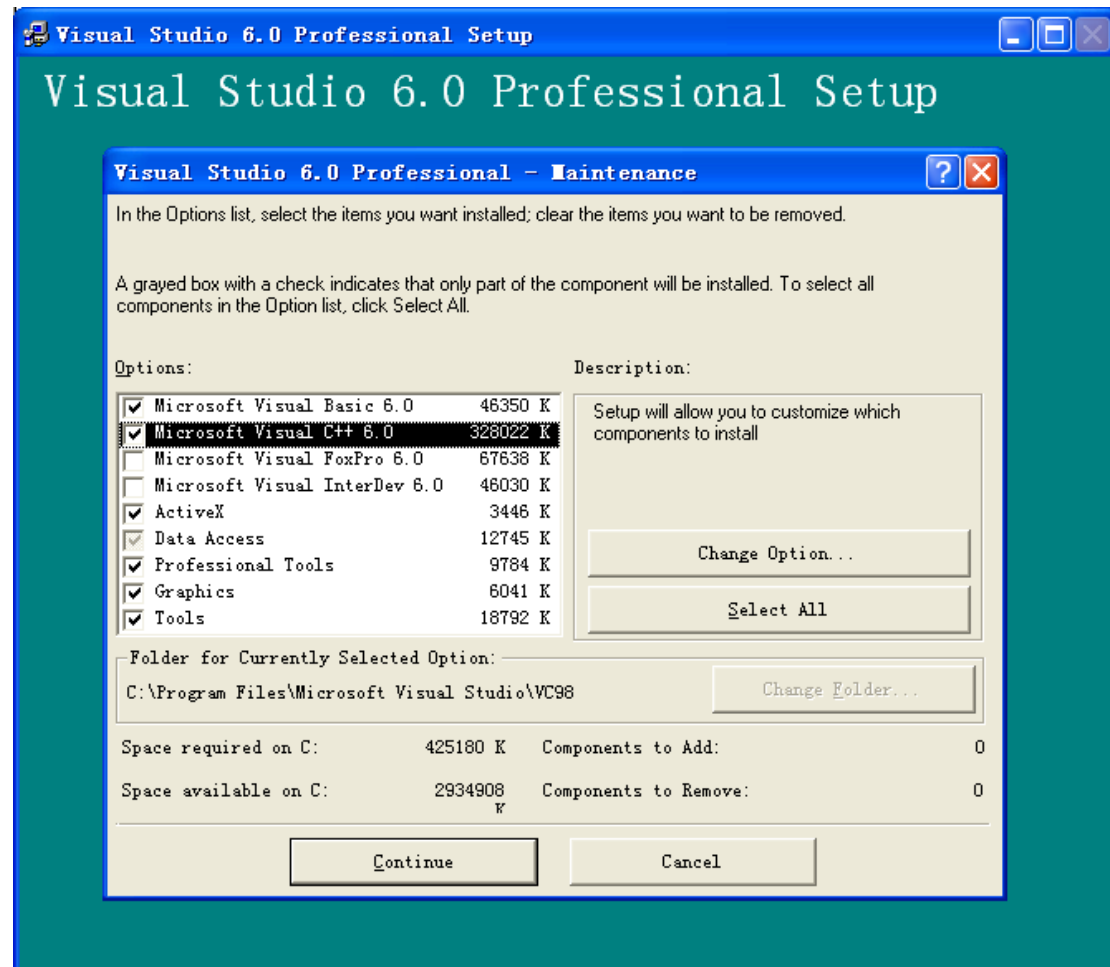 Visual Studio 6.0 Professional Setup
Visual Studio 6.0 Professional Setup
Visual Studio 6.0 Professional - Maintenance
In the Options list, select the items you want installed; clear the items you want to be removed.
A grayed box with a check indicates that only part of the component will be installed. To select all
components in the Option list, click Select All.
Options:
Description:
Microsoft Visual Basic 6.0 46350 K
Microsoft Visual C++ 6.0 328022 K
Microsoft Visual FoxPro 6.0 67638 K
Microsoft Visual InterDev 6.0 46030 K
ActiveX 3446 K
Data Access 12745 K
Professional Tools 9784 K
Graphics 6041 K
Tools 18792 K
Setup will allow you to customize which
components to install
Change Option...
Select All
Folder for Currently Selected Option:
C:\Program Files\Microsoft Visual Studio\VC98
Change Folder...
Space required on C: 425180 K Components to Add: 0
Space available on C: 2934908 Components to Remove: 0
K
Continue
Cancel